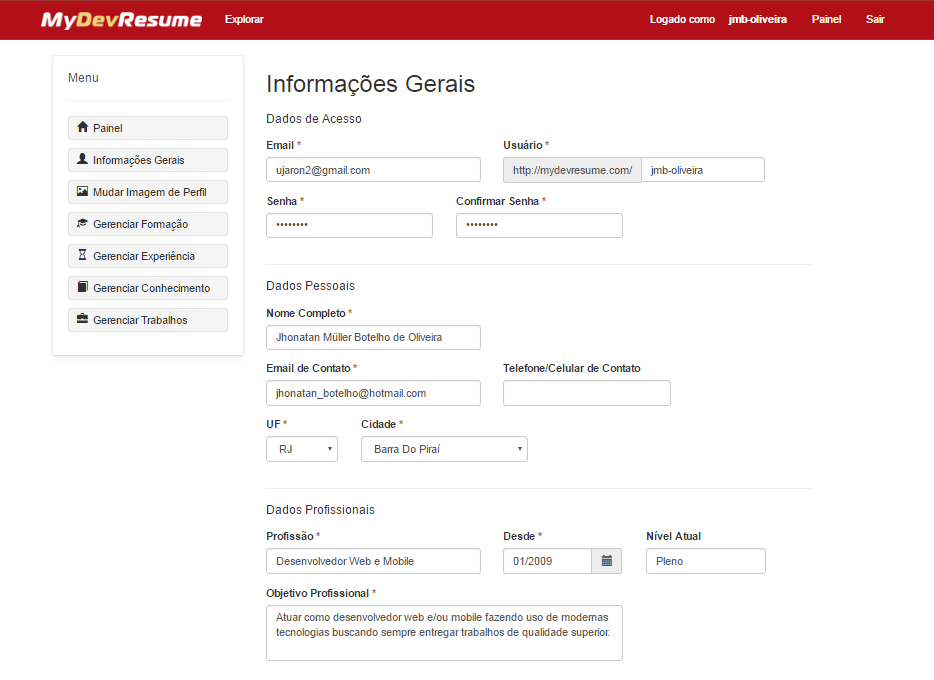 MyDevResume Explorar Logado como jmb-oliveira Painel Sair
Menu
Painel
Informações Gerais
Mudar Imagem de Perfil
Gerenciar Formação
Gerenciar Experiência
Gerenciar Conhecimento
Gerenciar Trabalhos
Informações Gerais
Dados de Acesso
Email * Usuário *
ujaron2@gmail.com http://mydevresume.com/ jmb-oliveira
Senha * Confirmar Senha *
•••••••• ••••••••
Dados Pessoais
Nome Completo *
Jhonatan Müller Botelho de Oliveira
Email de Contato * Telefone/Celular de Contato
jhonatan_botelho@hotmail.com
UF * Cidade *
RJ Barra Do Piraí
Dados Profissionais
Profissão * Desde * Nível Atual
Desenvolvedor Web e Mobile 01/2009 Pleno
Objetivo Profissional *
Atuar como desenvolvedor web e/ou mobile fazendo uso de modernas
tecnologias buscando sempre entregar trabalhos de qualidade superior.